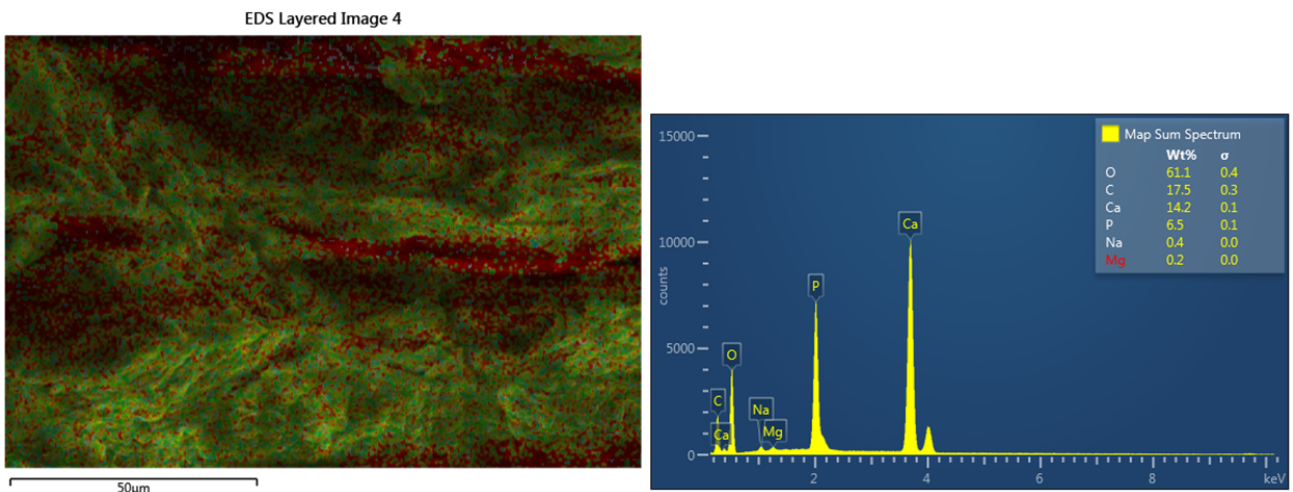 EDS Layered Image 4
50µm
15000
10000
5000
0
counts
C
Ca
O
Na
Mg
P
Ca
2
4
6
8
keV
Map Sum Spectrum
Wt% σ
O 61.1 0.4
C 17.5 0.3
Ca 14.2 0.1
P 6.5 0.1
Na 0.4 0.0
Mg 0.2 0.0